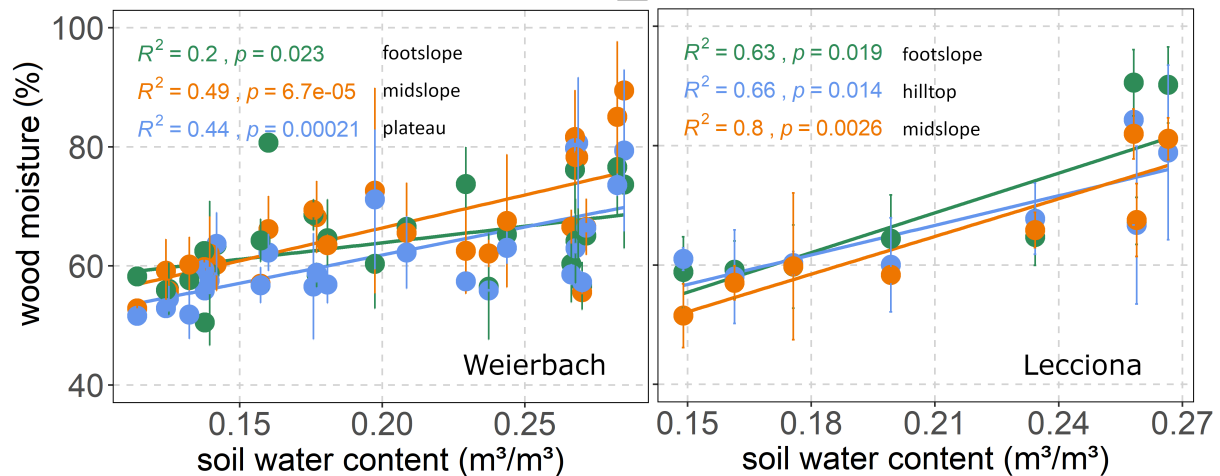 wood moisture (%)
100
80
60
40
R² = 0.2 , p = 0.023 footslope
R² = 0.49 , p = 6.7e-05 midslope
R² = 0.44 , p = 0.00021 plateau
Weierbach
0.15 0.20 0.25
soil water content (m³/m³)
R² = 0.63 , p = 0.019 footslope
R² = 0.66 , p = 0.014 hilltop
R² = 0.8 , p = 0.0026 midslope
Lecciona
0.15 0.18 0.21 0.24 0.27
soil water content (m³/m³)